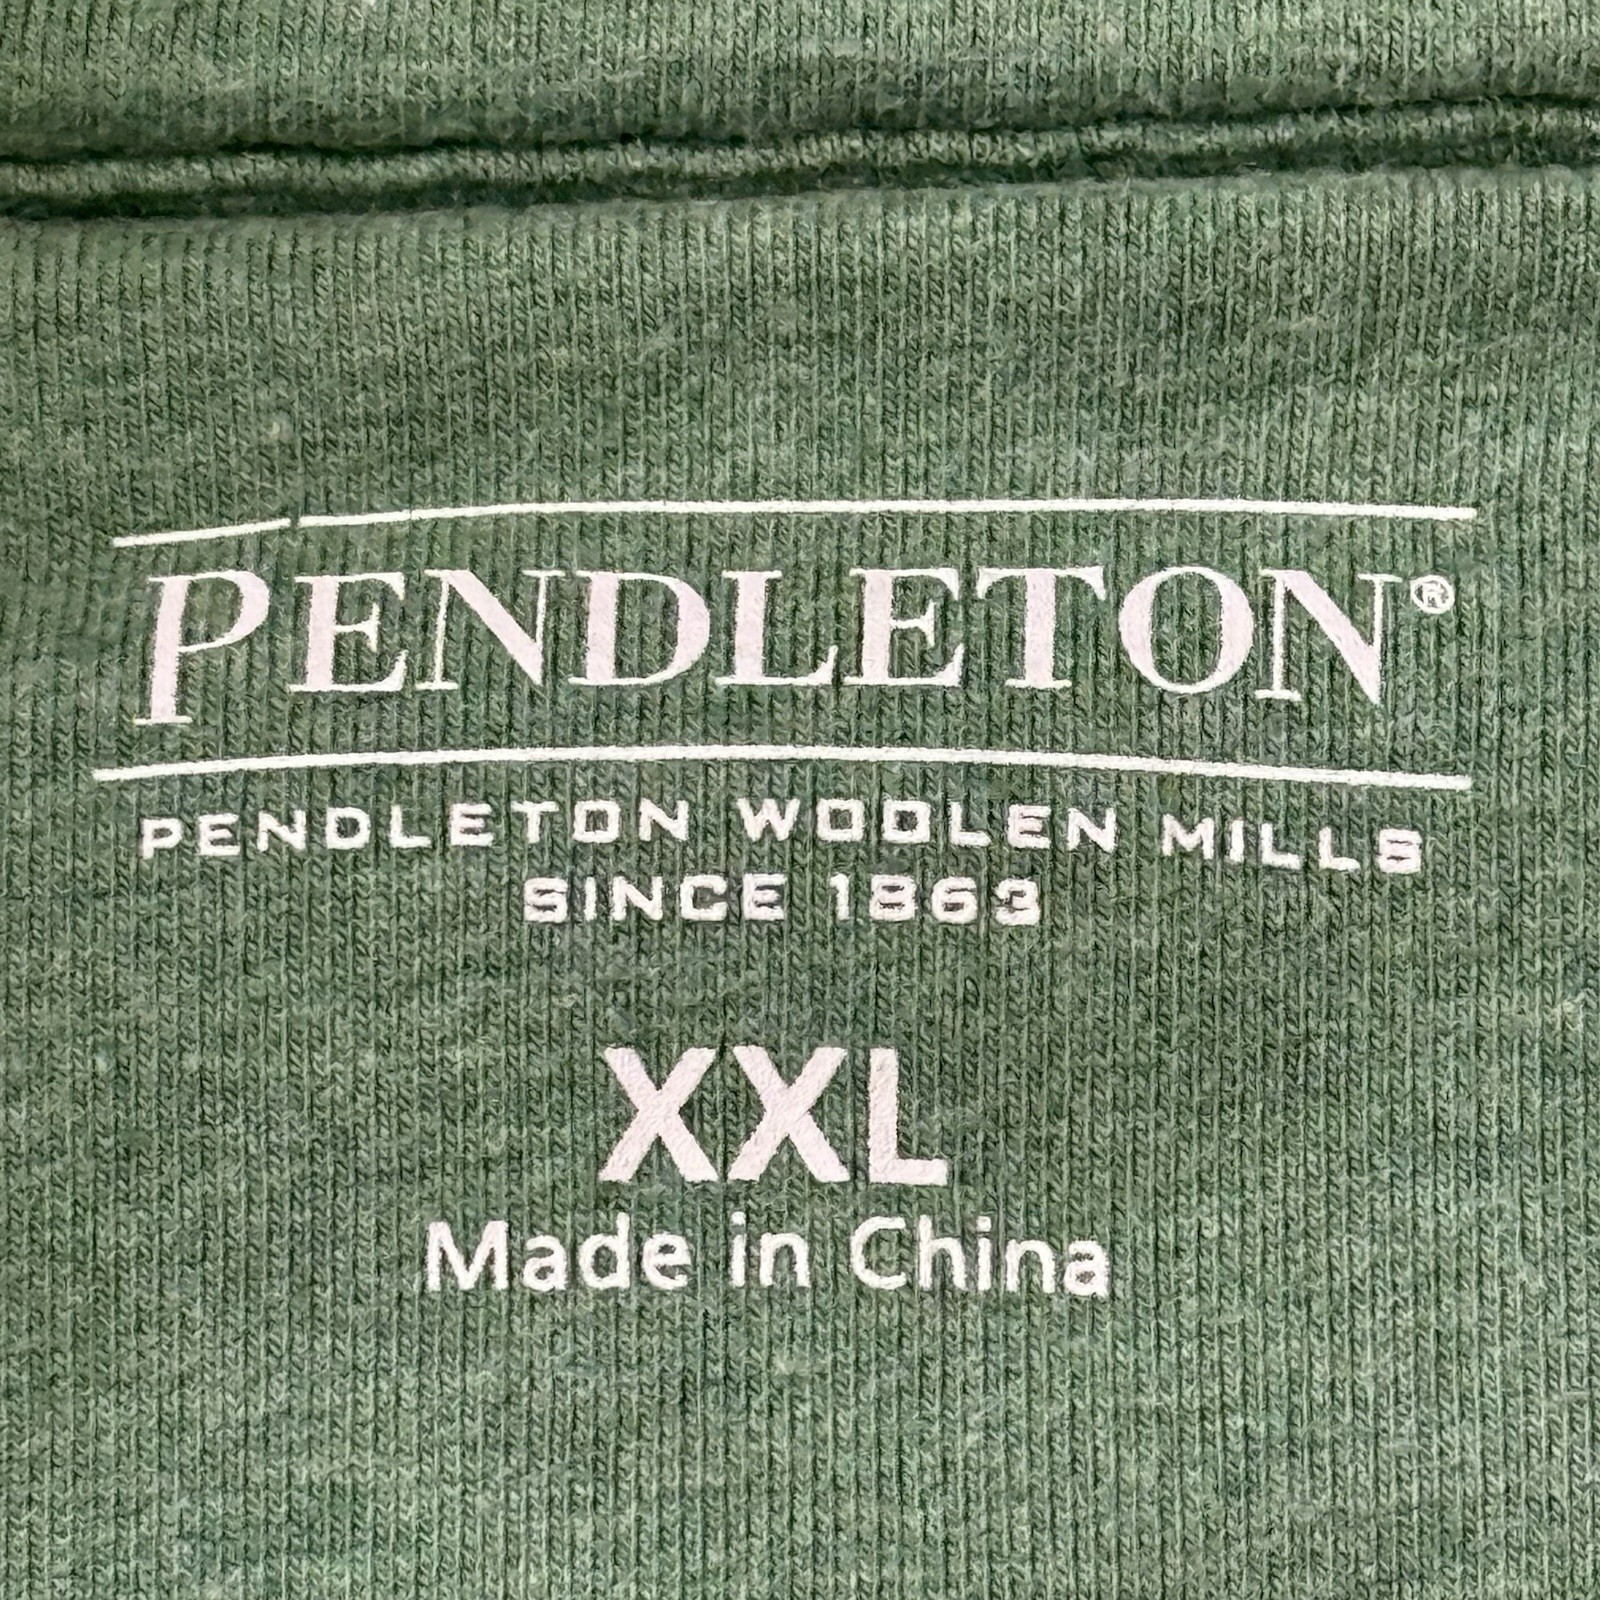 PENDLETON®
PENDLETON WOOLEN MILLS
SINCE 1863
XXL
Made in China